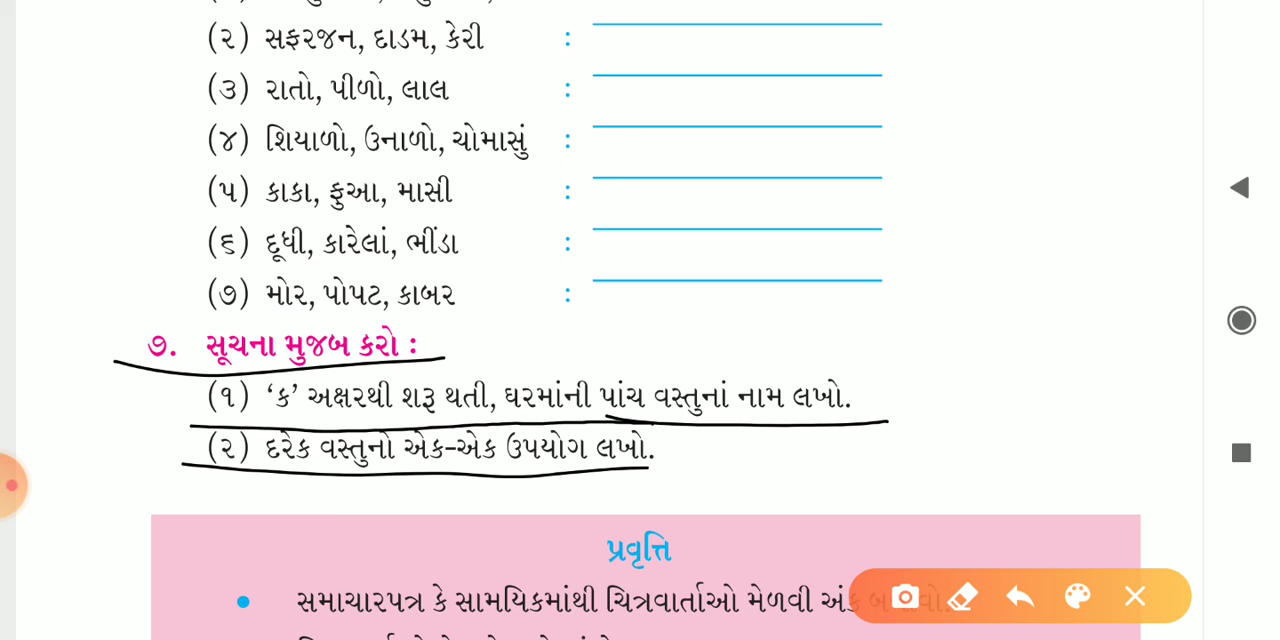 (૨) સફરજન, દાડમ, કેરી :
(૩) રાતો, પીળો, લાલ :
(૪) શિયાળો, ઉનાળો, ચોમાસું :
(૫) કાકા, ફુઆ, માસી :
(૬) દૂધી, કારેલાં, ભીંડા :
(૭) મોર, પોપટ, કાબર :
૭. સૂચના મુજબ કરો :
(૧) ‘ક’ અક્ષરથી શરૂ થતી, ઘરમાંની પાંચ વસ્તુનાં નામ લખો.
(૨) દરેક વસ્તુનો એક-એક ઉપયોગ લખો.
પ્રવૃત્તિ
• સમાચારપત્ર કે સામયિકમાંથી ચિત્રવાર્તાઓ મેળવી અંક